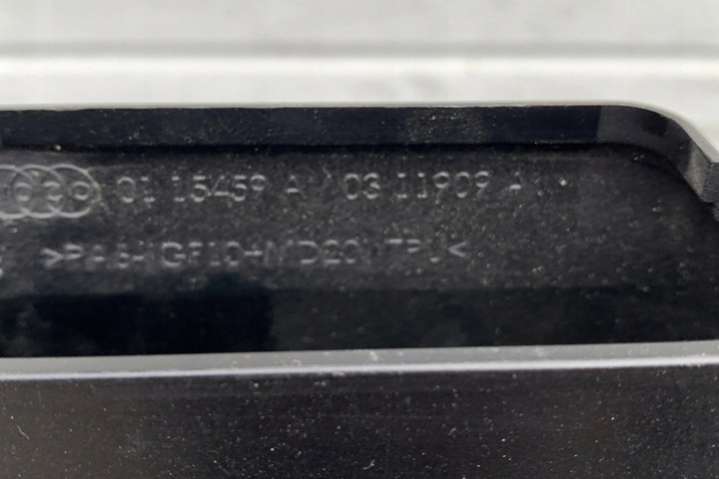 01 15459 A / 03 11909 A
>PA6-(GF10+MD20)/TPU<